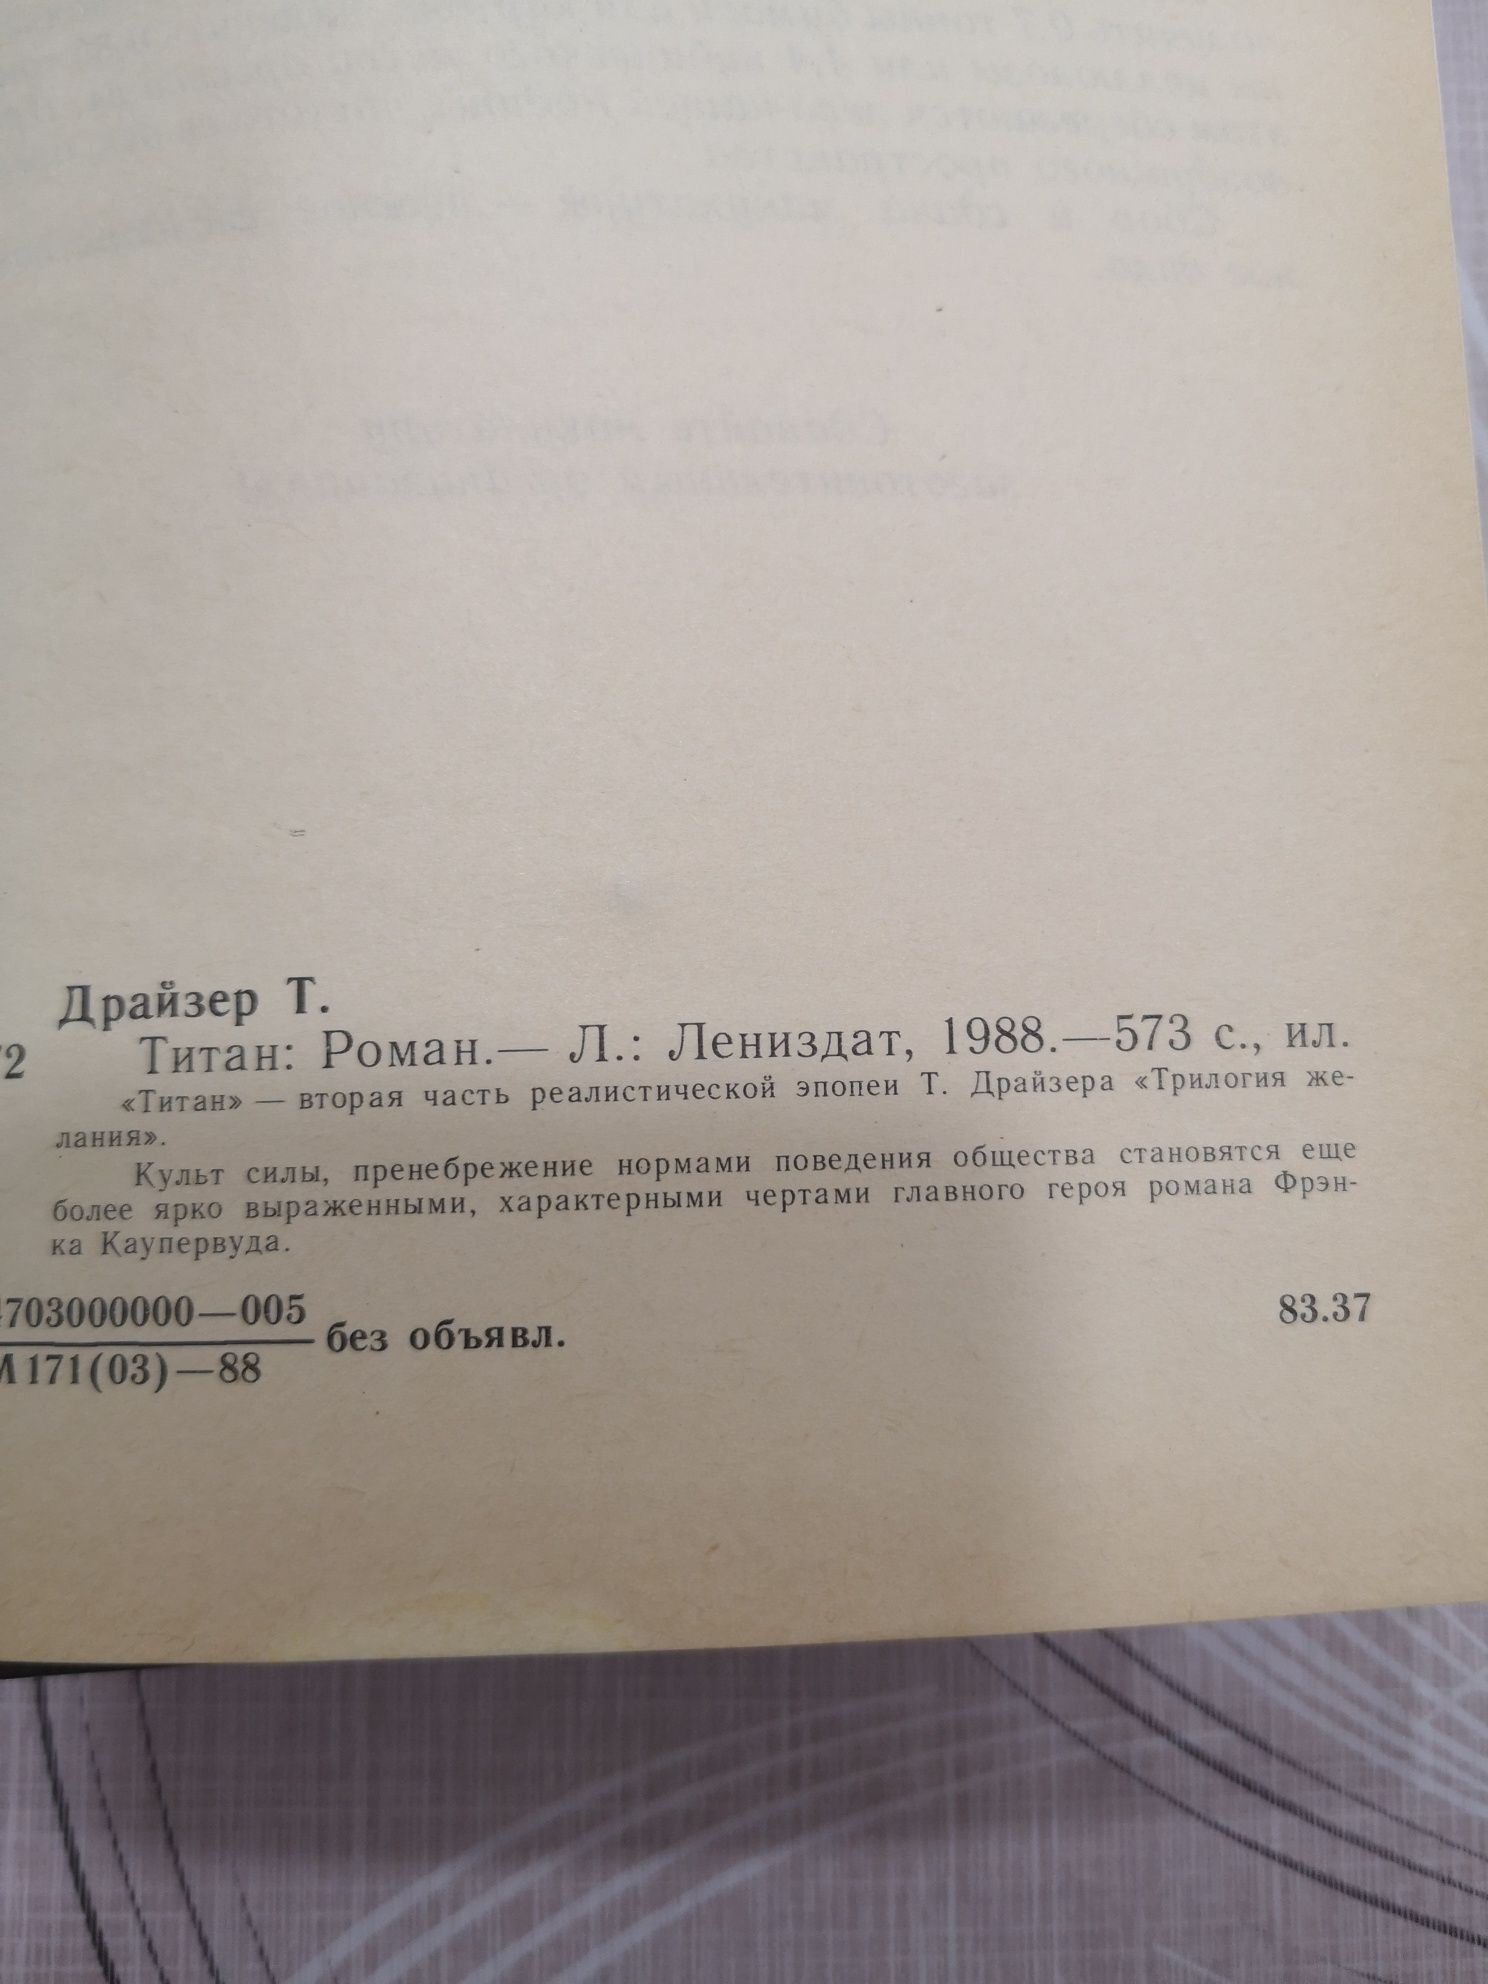 Драйзер Т.
72 Титан: Роман.— Л.: Лениздат, 1988.—573 с., ил.
«Титан» — вторая часть реалистической эпопеи Т. Драйзера «Трилогия же-
лания».
Культ силы, пренебрежение нормами поведения общества становятся еще
более ярко выраженными, характерными чертами главного героя романа Фрэн-
ка Каупервуда.
4703000000—005
М171(03)—88
без объявл.
83.37